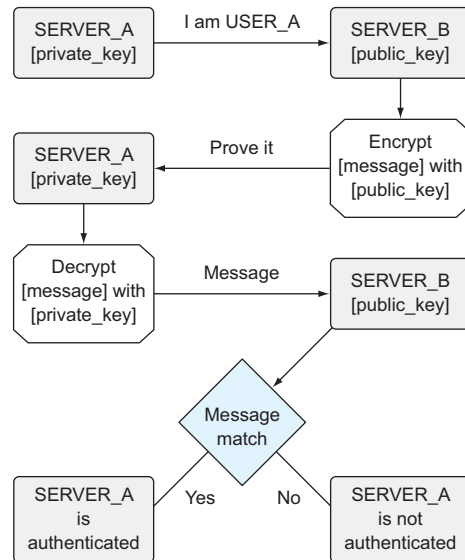 SERVER_A
[private_key]
I am USER_A
SERVER_B
[public_key]
Encrypt
[message] with
[public_key]
Prove it
SERVER_A
[private_key]
Decrypt
[message] with
[private_key]
Message
SERVER_B
[public_key]
Message
match
Yes
No
SERVER_A
is
authenticated
SERVER_A
is not
authenticated